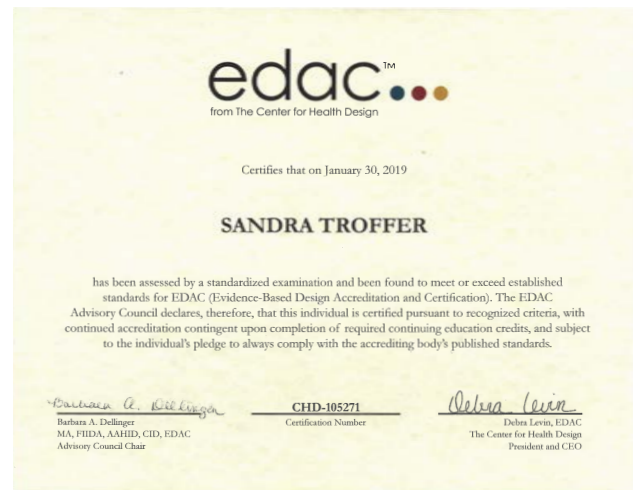 edac™
from The Center for Health Design
Certifies that on January 30, 2019
SANDRA TROFFER
has been assessed by a standardized examination and been found to meet or exceed established
standards for EDAC (Evidence-Based Design Accreditation and Certification). The EDAC
Advisory Council declares, therefore, that this individual is certified pursuant to recognized criteria, with
continued accreditation contingent upon completion of required continuing education credits, and subject
to the individual's pledge to always comply with the accrediting body's published standards.
Barbara A. Dellinger
Barbara A. Dellinger
MA, FIIDA, AAHID, CID, EDAC
Advisory Council Chair
CHD-105271
Certification Number
Debra Levin
Debra Levin, EDAC
The Center for Health Design
President and CEO